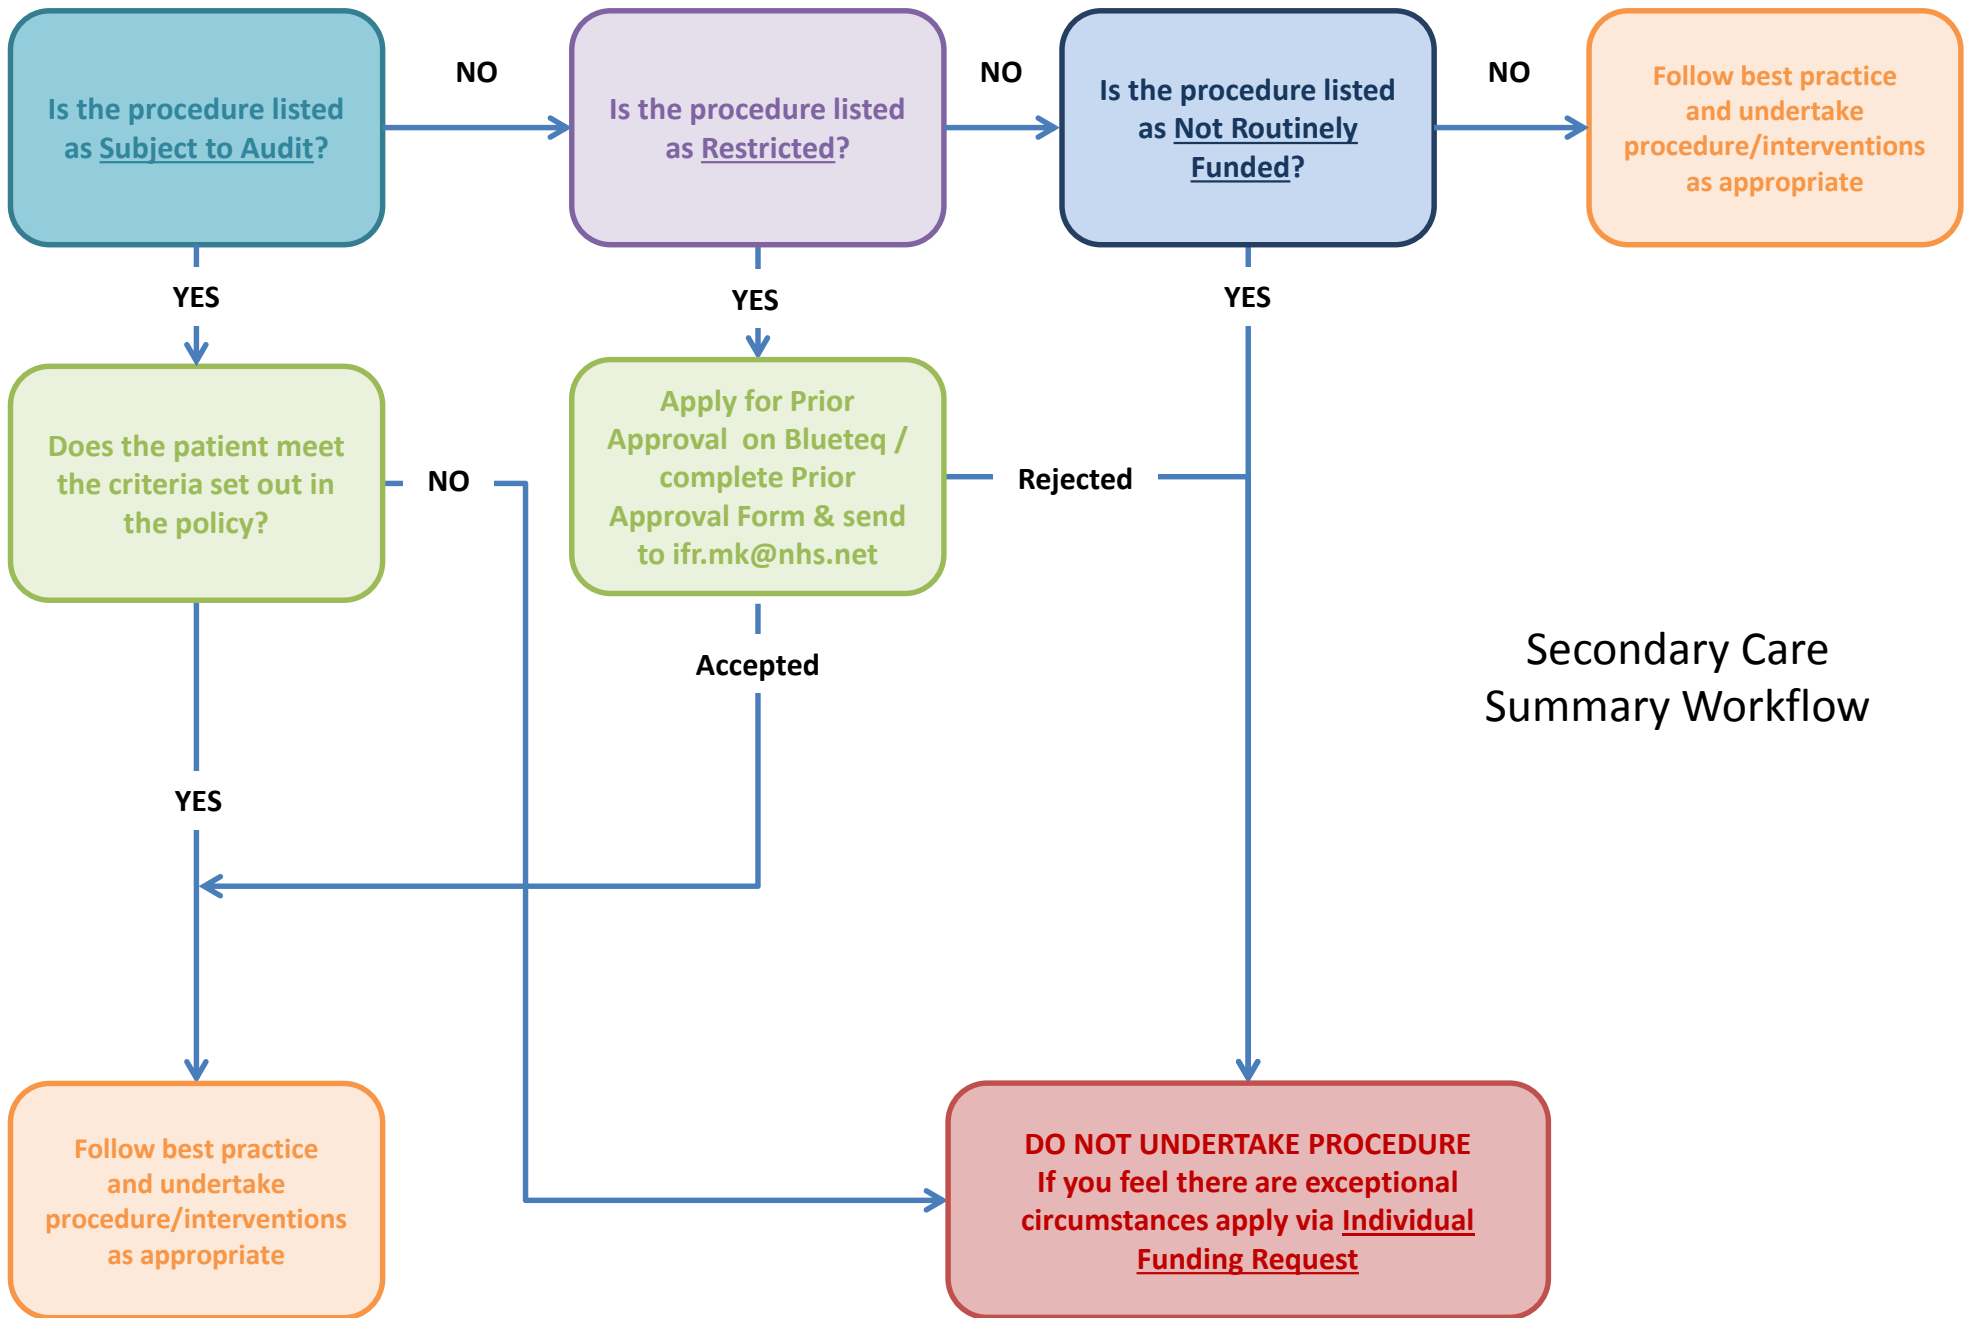 Is the procedure listed
as Subject to Audit?
NO
Is the procedure listed
as Restricted?
NO
Is the procedure listed
as Not Routinely
Funded?
NO
Follow best practice
and undertake
procedure/interventions
as appropriate
YES
YES
YES
Does the patient meet
the criteria set out in
the policy?
NO
Apply for Prior
Approval on Blueteq /
complete Prior
Approval Form & send
to ifr.mk@nhs.net
Rejected
Accepted
Secondary Care
Summary Workflow
YES
Follow best practice
and undertake
procedure/interventions
as appropriate
DO NOT UNDERTAKE PROCEDURE
If you feel there are exceptional
circumstances apply via Individual
Funding Request